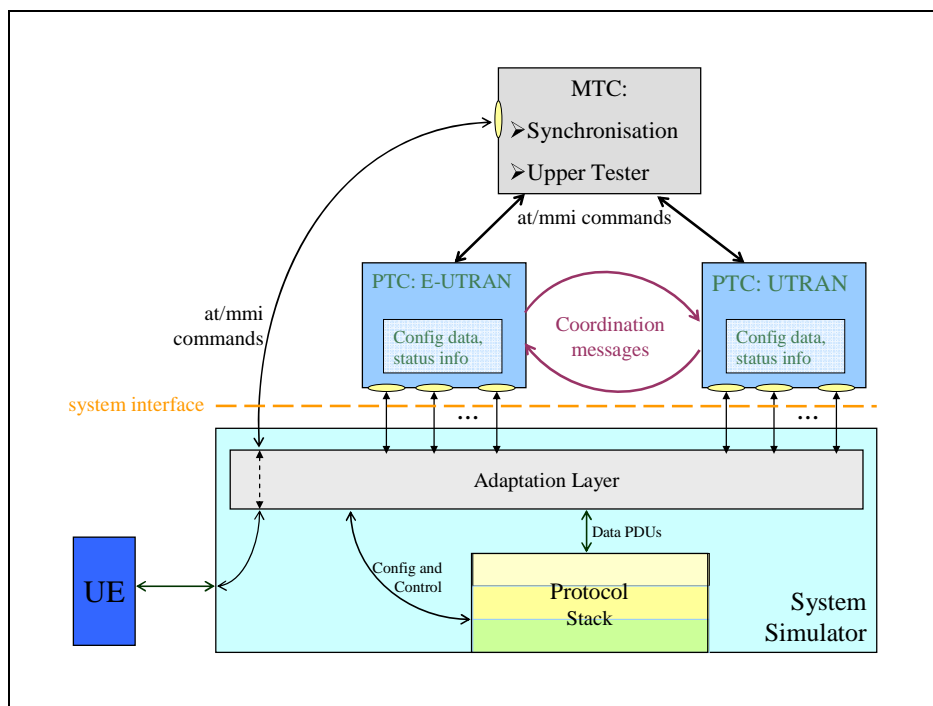 MTC:
➢Synchronisation
➢Upper Tester
at/mmi commands
PTC: E-UTRAN
PTC: UTRAN
Config data,
status info
Coordination
messages
Config data,
status info
at/mmi
commands
system interface
...
...
Adaptation Layer
Data PDUs
Config and
Control
UE
Protocol
Stack
System
Simulator